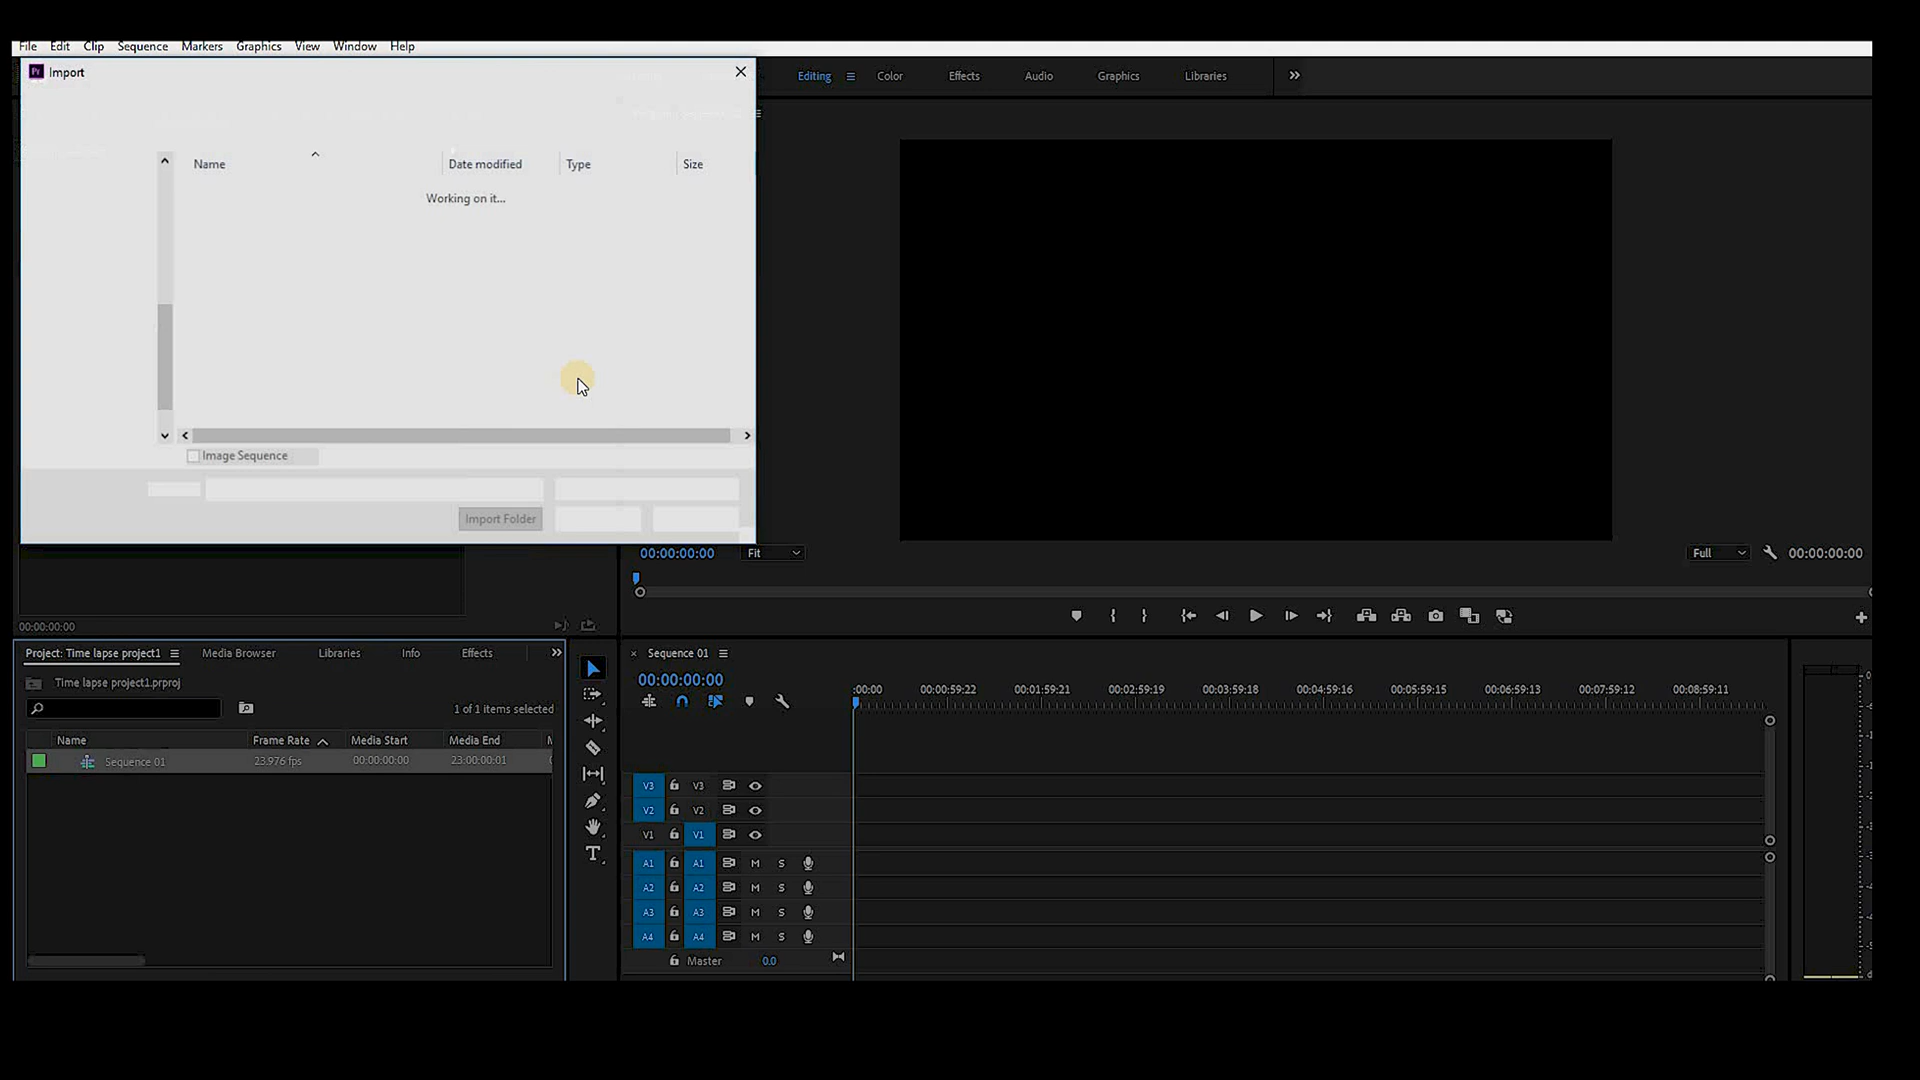 File Edit Clip Sequence Markers Graphics View Window Help
Pr Import
Editing Color Effects Audio Graphics Libraries
Name Date modified Type Size
Working on it...
Image Sequence
Import Folder
00:00:00:00 Fit Full 00:00:00:00
00:00:00:00
Project: Time lapse project1 Media Browser Libraries Info Effects
Time lapse project1.prproj
1 of 1 items selected
Name Frame Rate Media Start Media End
Sequence 01 23.976 fps 00:00:00:00 23:00:00:01
× Sequence 01
00:00:00:00
:00:00 00:00:59:22 00:01:59:21 00:02:59:19 00:03:59:18 00:04:59:16 00:05:59:15 00:06:59:13 00:07:59:12 00:08:59:11
V3 V3
V2 V2
V1 V1
A1 A1 M S
A2 A2 M S
A3 A3 M S
A4 A4 M S
Master 0.0